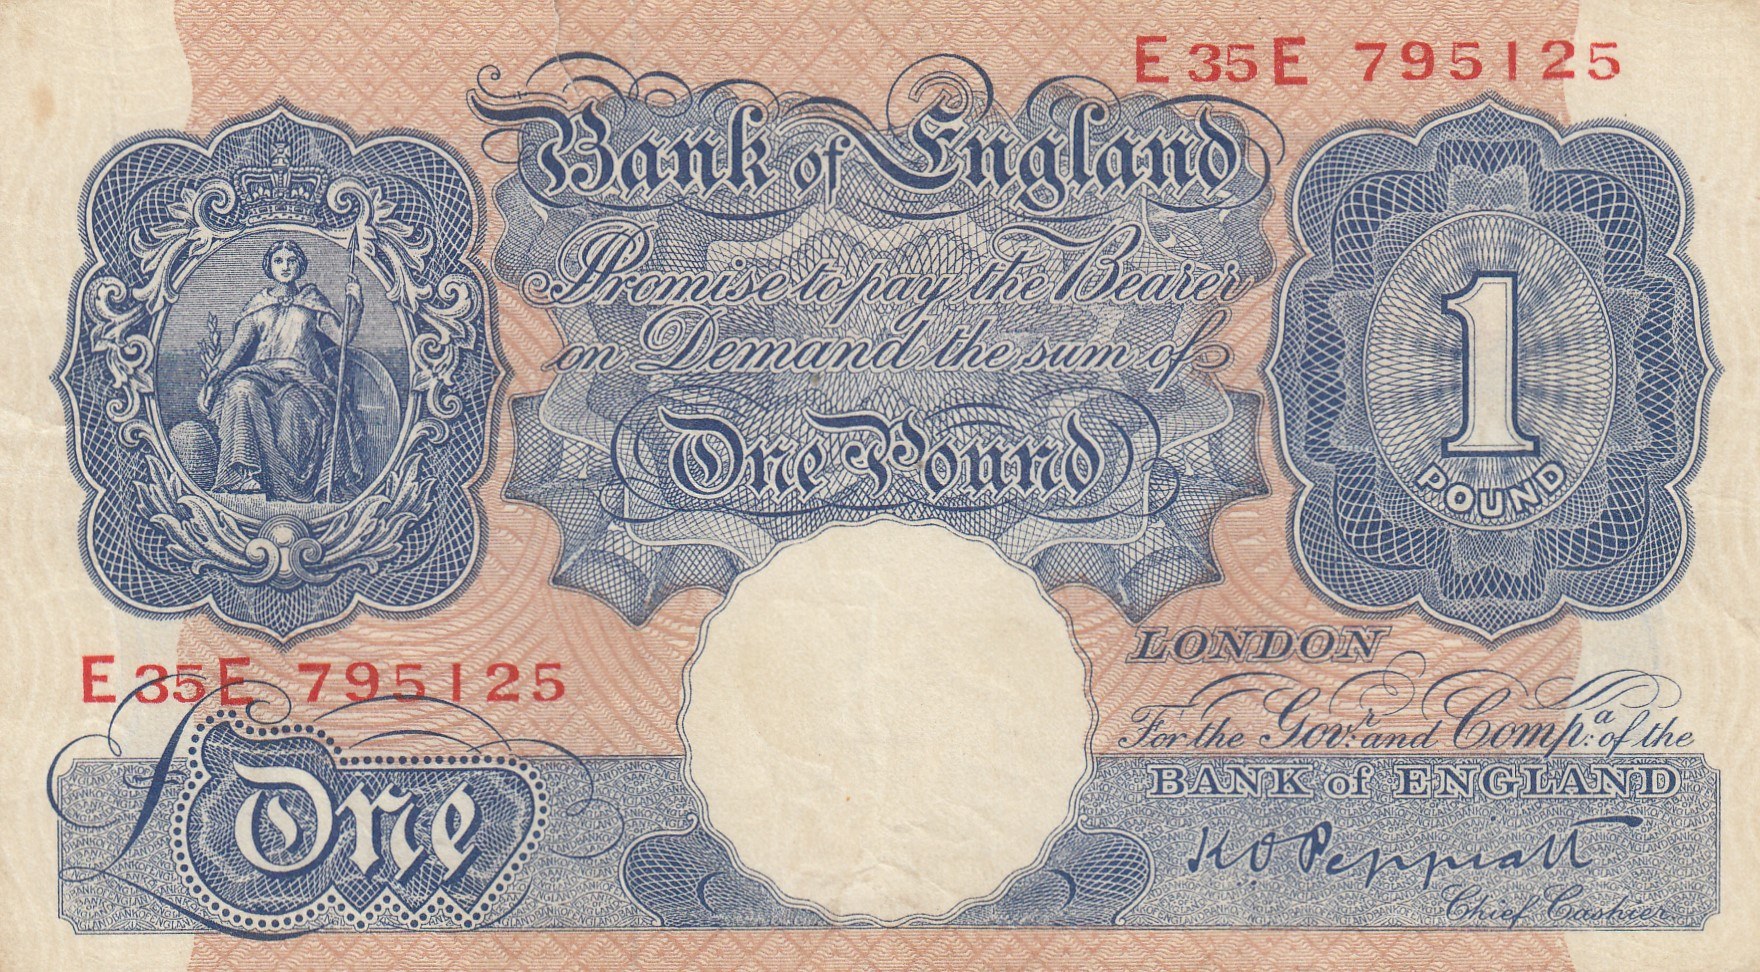 E35E 795125
Bank of England
Promise to pay the Bearer
on Demand the sum of
One Pound
1
POUND
LONDON
E35E 795125
For the Govr. and Compa. of the
BANK of ENGLAND
£One
K O Peppiatt
Chief Cashier